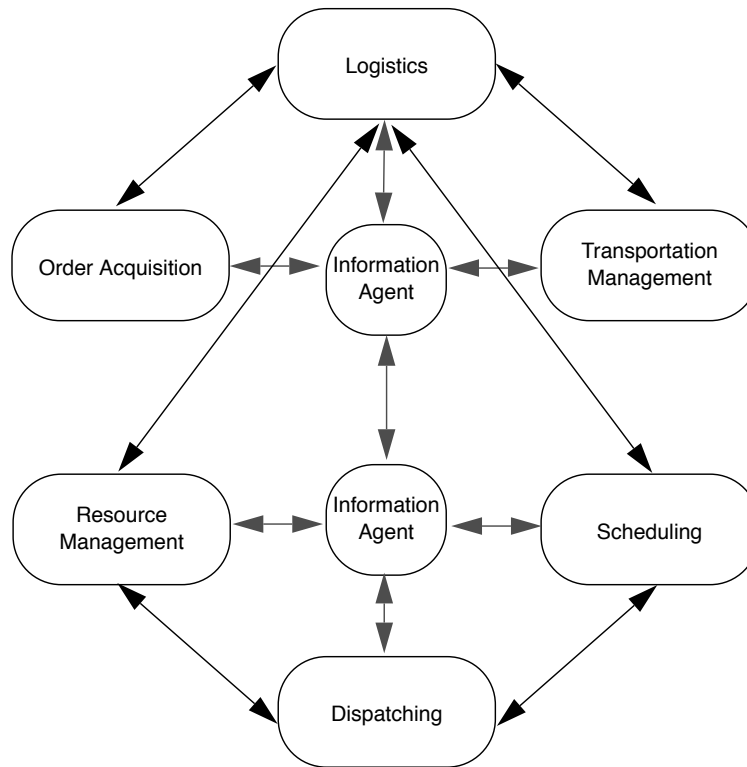 Logistics
Order Acquisition
Information
Agent
Transportation
Management
Resource
Management
Information
Agent
Scheduling
Dispatching